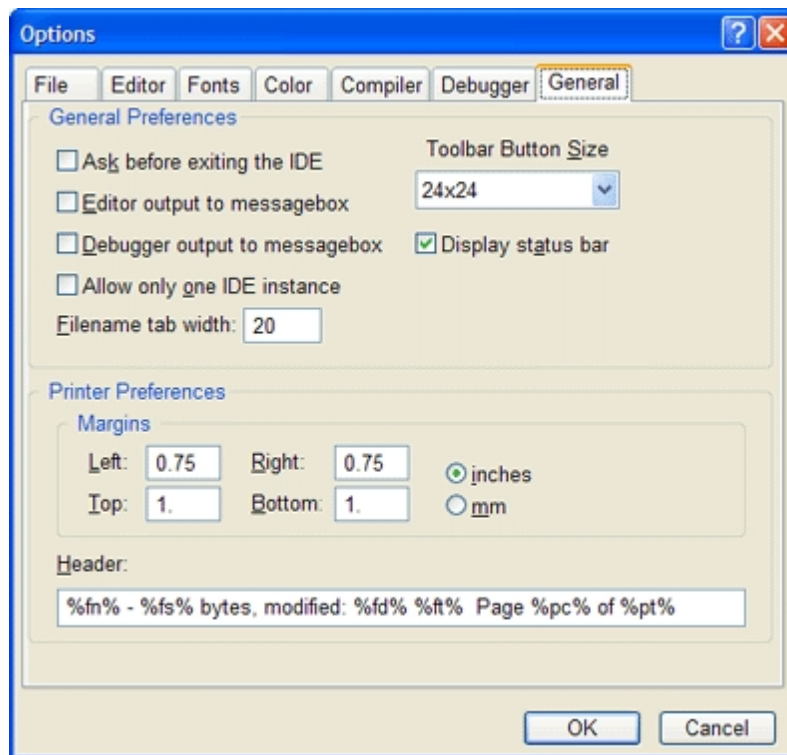 Options
File Editor Fonts Color Compiler Debugger General
General Preferences
Ask before exiting the IDE
Toolbar Button Size
Editor output to messagebox
24x24
Debugger output to messagebox
Display status bar
Allow only one IDE instance
Filename tab width: 20
Printer Preferences
Margins
Left: 0.75 Right: 0.75
inches
Top: 1. Bottom: 1.
mm
Header:
%fn% - %fs% bytes, modified: %fd% %ft%  Page %pc% of %pt%
OK Cancel